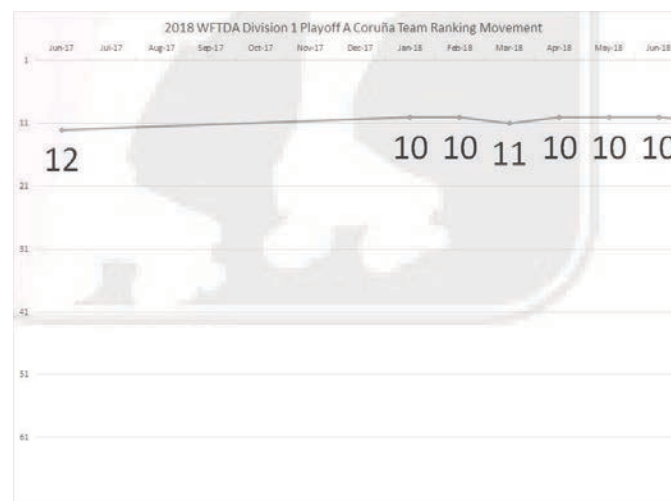 2018 WFTDA Division 1 Playoff A Coruña Team Ranking Movement
Jun-17 Jul-17 Aug-17 Sep-17 Oct-17 Nov-17 Dec-17 Jan-18 Feb-18 Mar-18 Apr-18 May-18 Jun-18
1
11
12 10 10 11 10 10 10
21
31
41
51
61